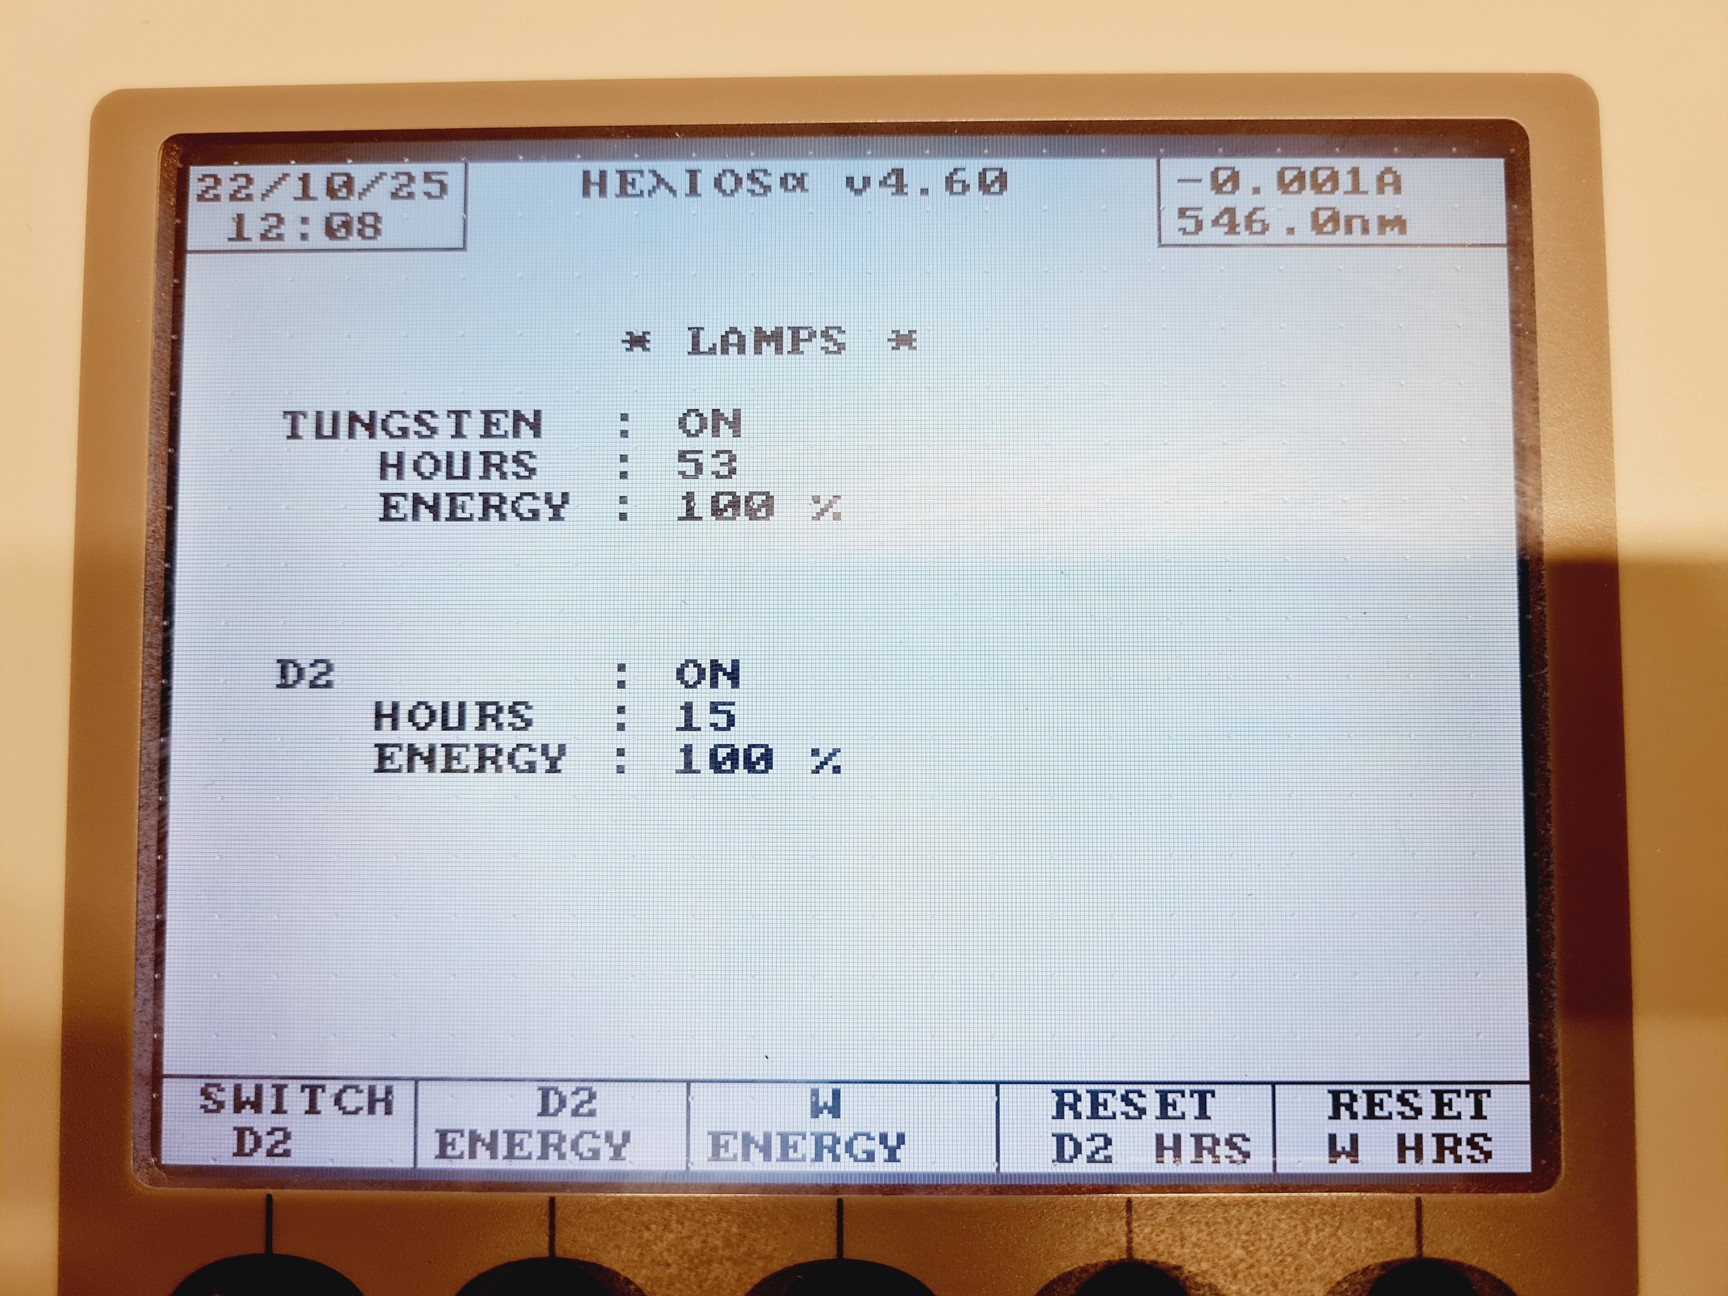 22/10/25
12:08
HEλIOSα v4.60
-0.001A
546.0nm
* LAMPS *
TUNGSTEN : ON
HOURS : 53
ENERGY : 100 %
D2 : ON
HOURS : 15
ENERGY : 100 %
SWITCH
D2
D2
ENERGY
W
ENERGY
RESET
D2 HRS
RESET
W HRS